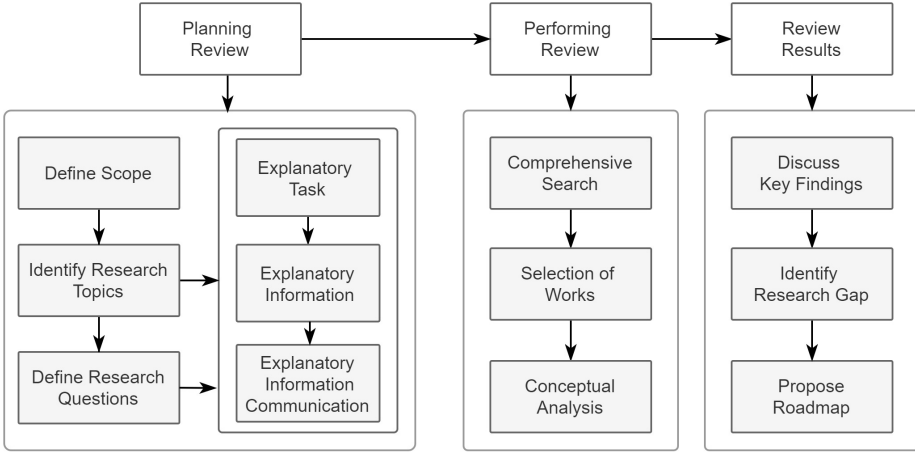 Planning
Review
Performing
Review
Review
Results
Define Scope
Identify Research
Topics
Define Research
Questions
Explanatory
Task
Explanatory
Information
Explanatory
Information
Communication
Comprehensive
Search
Selection of
Works
Conceptual
Analysis
Discuss
Key Findings
Identify
Research Gap
Propose
Roadmap